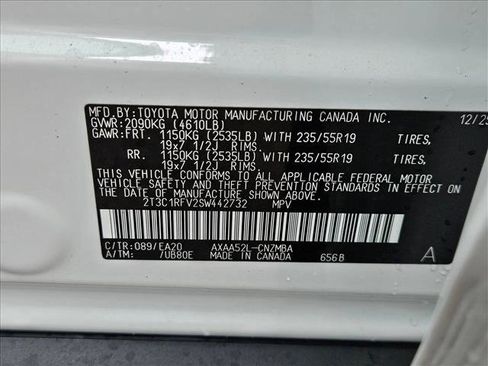 MFD.BY:TOYOTA MOTOR MANUFACTURING CANADA INC. 12/25
GVWR:2090KG (4610LB)
GAWR:FRT. 1150KG (2535LB) WITH 235/55R19 TIRES,
19x7 1/2J RIMS.
RR. 1150KG (2535LB) WITH 235/55R19 TIRES,
19x7 1/2J RIMS.
THIS VEHICLE CONFORMS TO ALL APPLICABLE FEDERAL MOTOR
VEHICLE SAFETY STANDARDS IN EFFECT ON
THE DATE OF MANUFACTURE SHOWN ABOVE.
2T3C1RFV2SW442732 MPV
C/TR:089/EA20 AXAA52L-CNZMBA A
A/TM: /UB80E MADE IN CANADA 656B